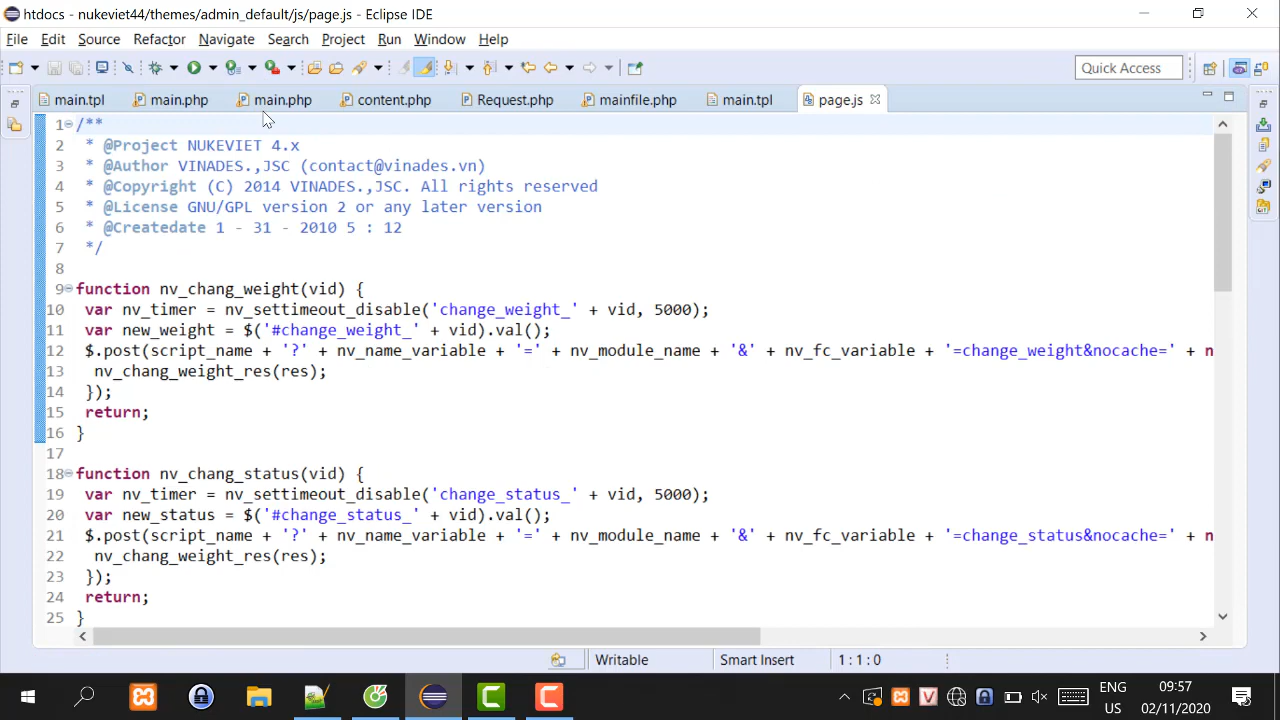 htdocs - nukeviet44/themes/admin_default/js/page.js - Eclipse IDE
File Edit Source Refactor Navigate Search Project Run Window Help
Quick Access
main.tpl main.php main.php content.php Request.php mainfile.php main.tpl page.js
1 /**
2 * @Project NUKEVIET 4.x
3 * @Author VINADES.,JSC (contact@vinades.vn)
4 * @Copyright (C) 2014 VINADES.,JSC. All rights reserved
5 * @License GNU/GPL version 2 or any later version
6 * @Createdate 1 - 31 - 2010 5 : 12
7 */
8
9 function nv_chang_weight(vid) {
10 var nv_timer = nv_settimeout_disable('change_weight_' + vid, 5000);
11 var new_weight = $('#change_weight_' + vid).val();
12 $.post(script_name + '?' + nv_name_variable + '=' + nv_module_name + '&' + nv_fc_variable + '=change_weight&nocache=' + n
13 nv_chang_weight_res(res);
14 });
15 return;
16 }
17
18 function nv_chang_status(vid) {
19 var nv_timer = nv_settimeout_disable('change_status_' + vid, 5000);
20 var new_status = $('#change_status_' + vid).val();
21 $.post(script_name + '?' + nv_name_variable + '=' + nv_module_name + '&' + nv_fc_variable + '=change_status&nocache=' + n
22 nv_chang_weight_res(res);
23 });
24 return;
25 }
Writable Smart Insert 1 : 1 : 0
ENG 09:57
US 02/11/2020